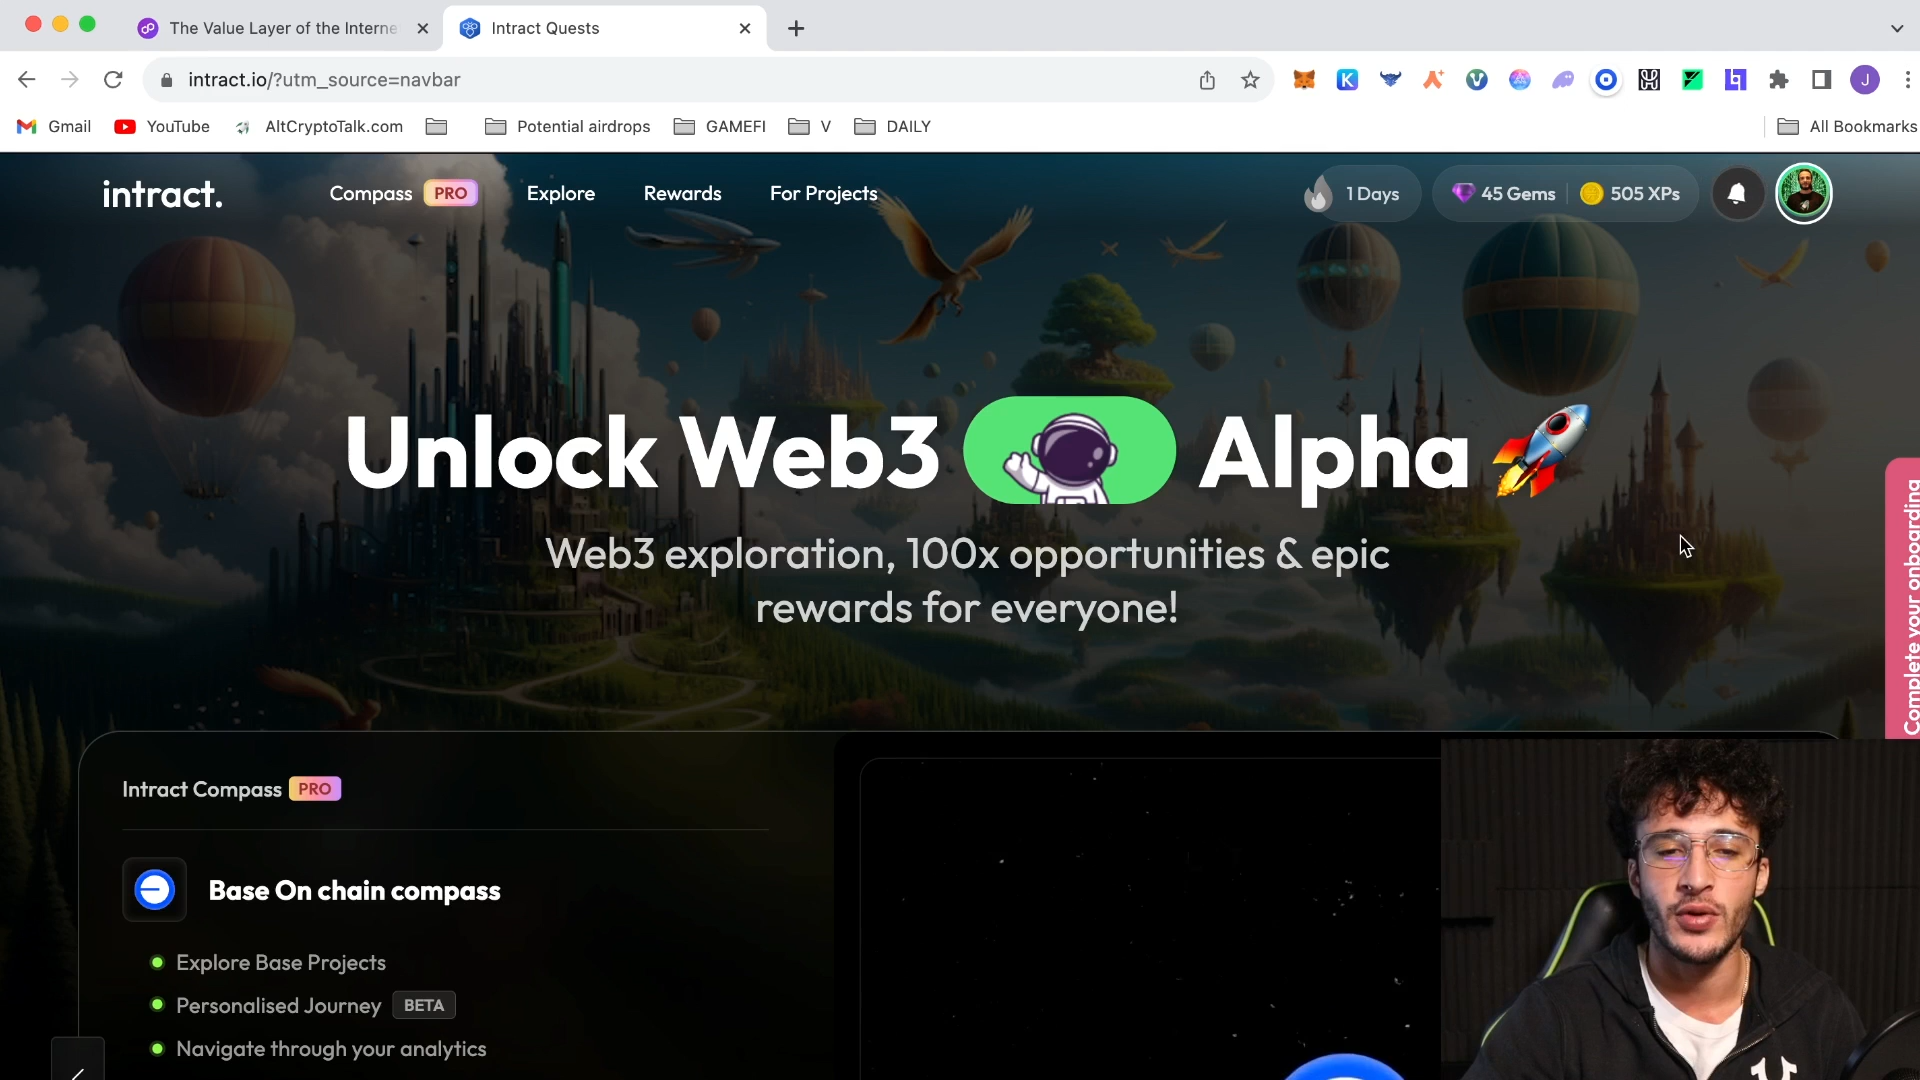 The Value Layer of the Interne
Intract Quests
intract.io/?utm_source=navbar
J
Gmail
YouTube
AltCryptoTalk.com
Potential airdrops
GAMEFI
V
DAILY
All Bookmarks
intract.
Compass PRO
Explore
Rewards
For Projects
1 Days
45 Gems
505 XPs
Unlock Web3 Alpha
Web3 exploration, 100x opportunities & epic
rewards for everyone!
Complete your onboarding
Intract Compass PRO
Base On chain compass
Explore Base Projects
Personalised Journey BETA
Navigate through your analytics